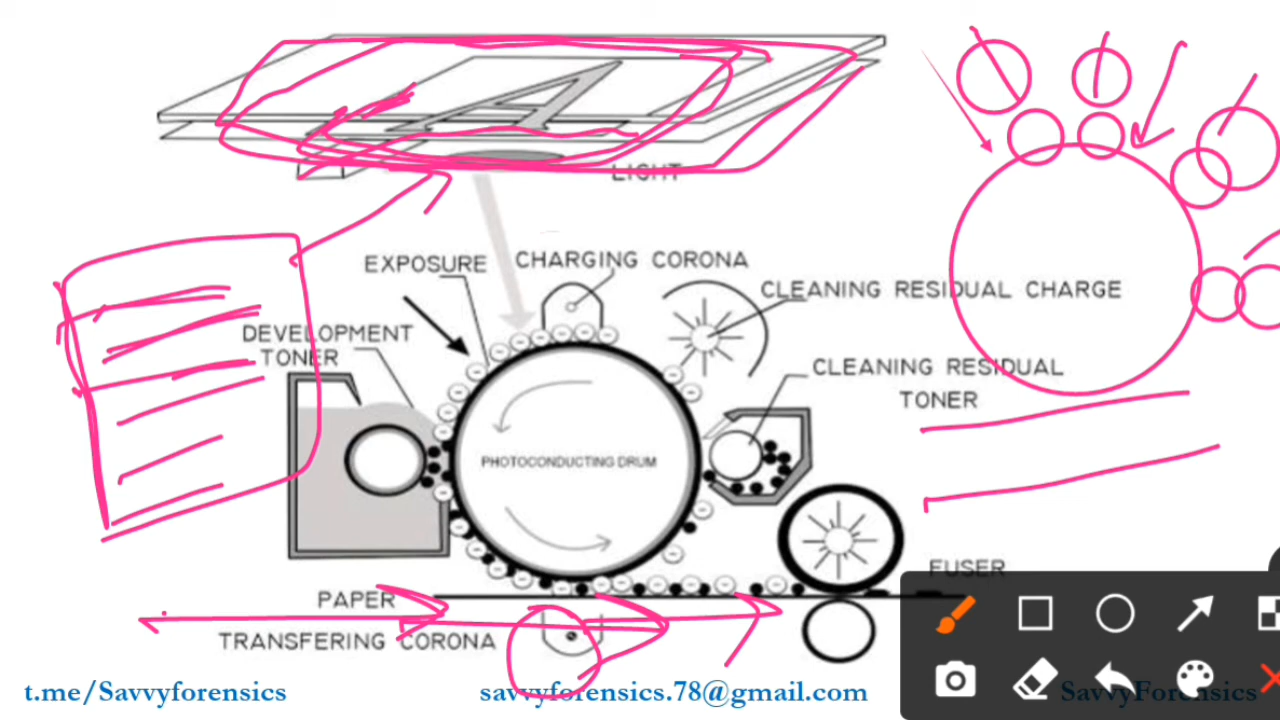 A
LIGHT
EXPOSURE
CHARGING CORONA
CLEANING RESIDUAL CHARGE
DEVELOPMENT
TONER
CLEANING RESIDUAL
TONER
PHOTOCONDUCTING DRUM
FUSER
PAPER
TRANSFERING CORONA
t.me/Savvyforensics
savvyforensics.78@gmail.com
SavvyForensics